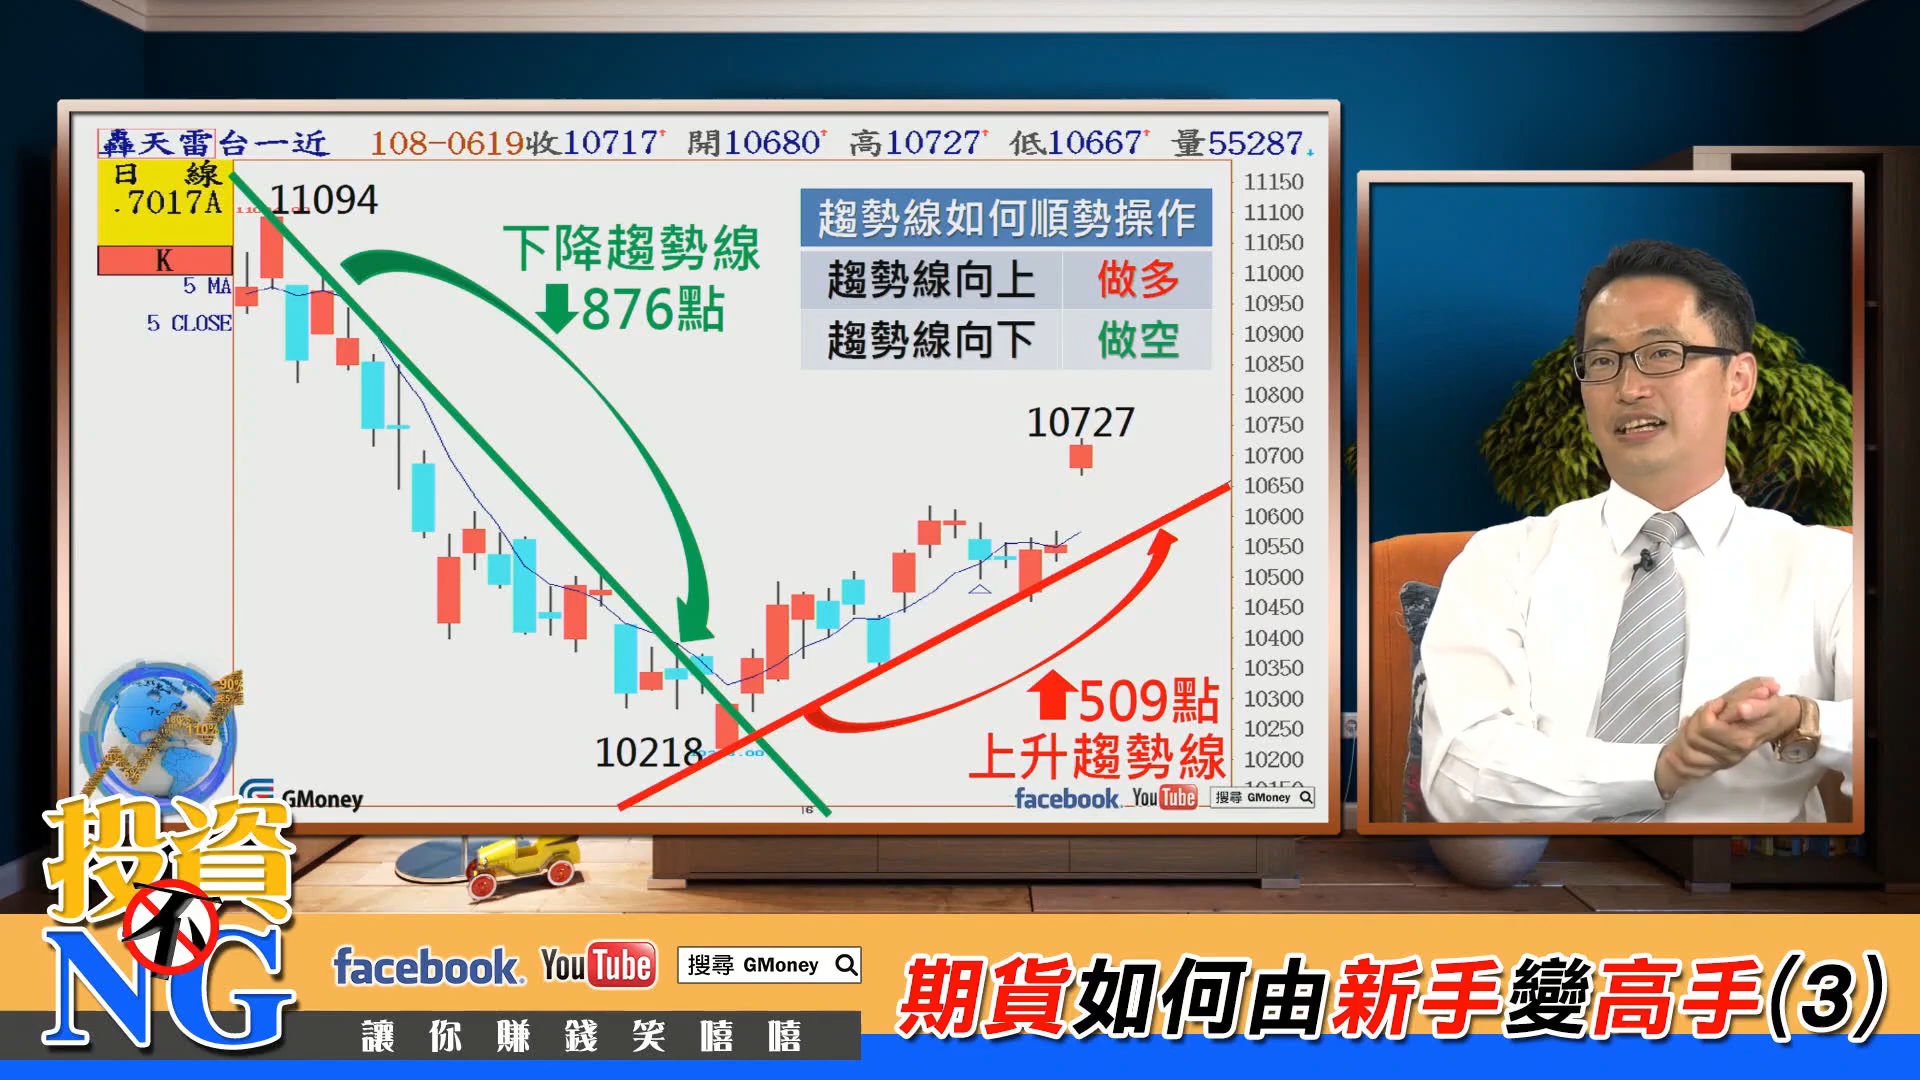 轟天雷台一近 108-0619收10717 開10680 高10727 低10667 量55287
日 線
.7017A
K
5 MA
5 CLOSE
11094
下降趨勢線
876點
趨勢線如何順勢操作
趨勢線向上 做多
趨勢線向下 做空
10727
11150
11100
11050
11000
10950
10900
10850
10800
10750
10700
10650
10600
10550
10500
10450
10400
10350
10300
10250
10200
10218
509點
上升趨勢線
GMoney
facebook. YouTube 搜尋 GMoney
投資
不
NG
facebook. YouTube 搜尋 GMoney
讓你賺錢笑嘻嘻
期貨如何由新手變高手(3)